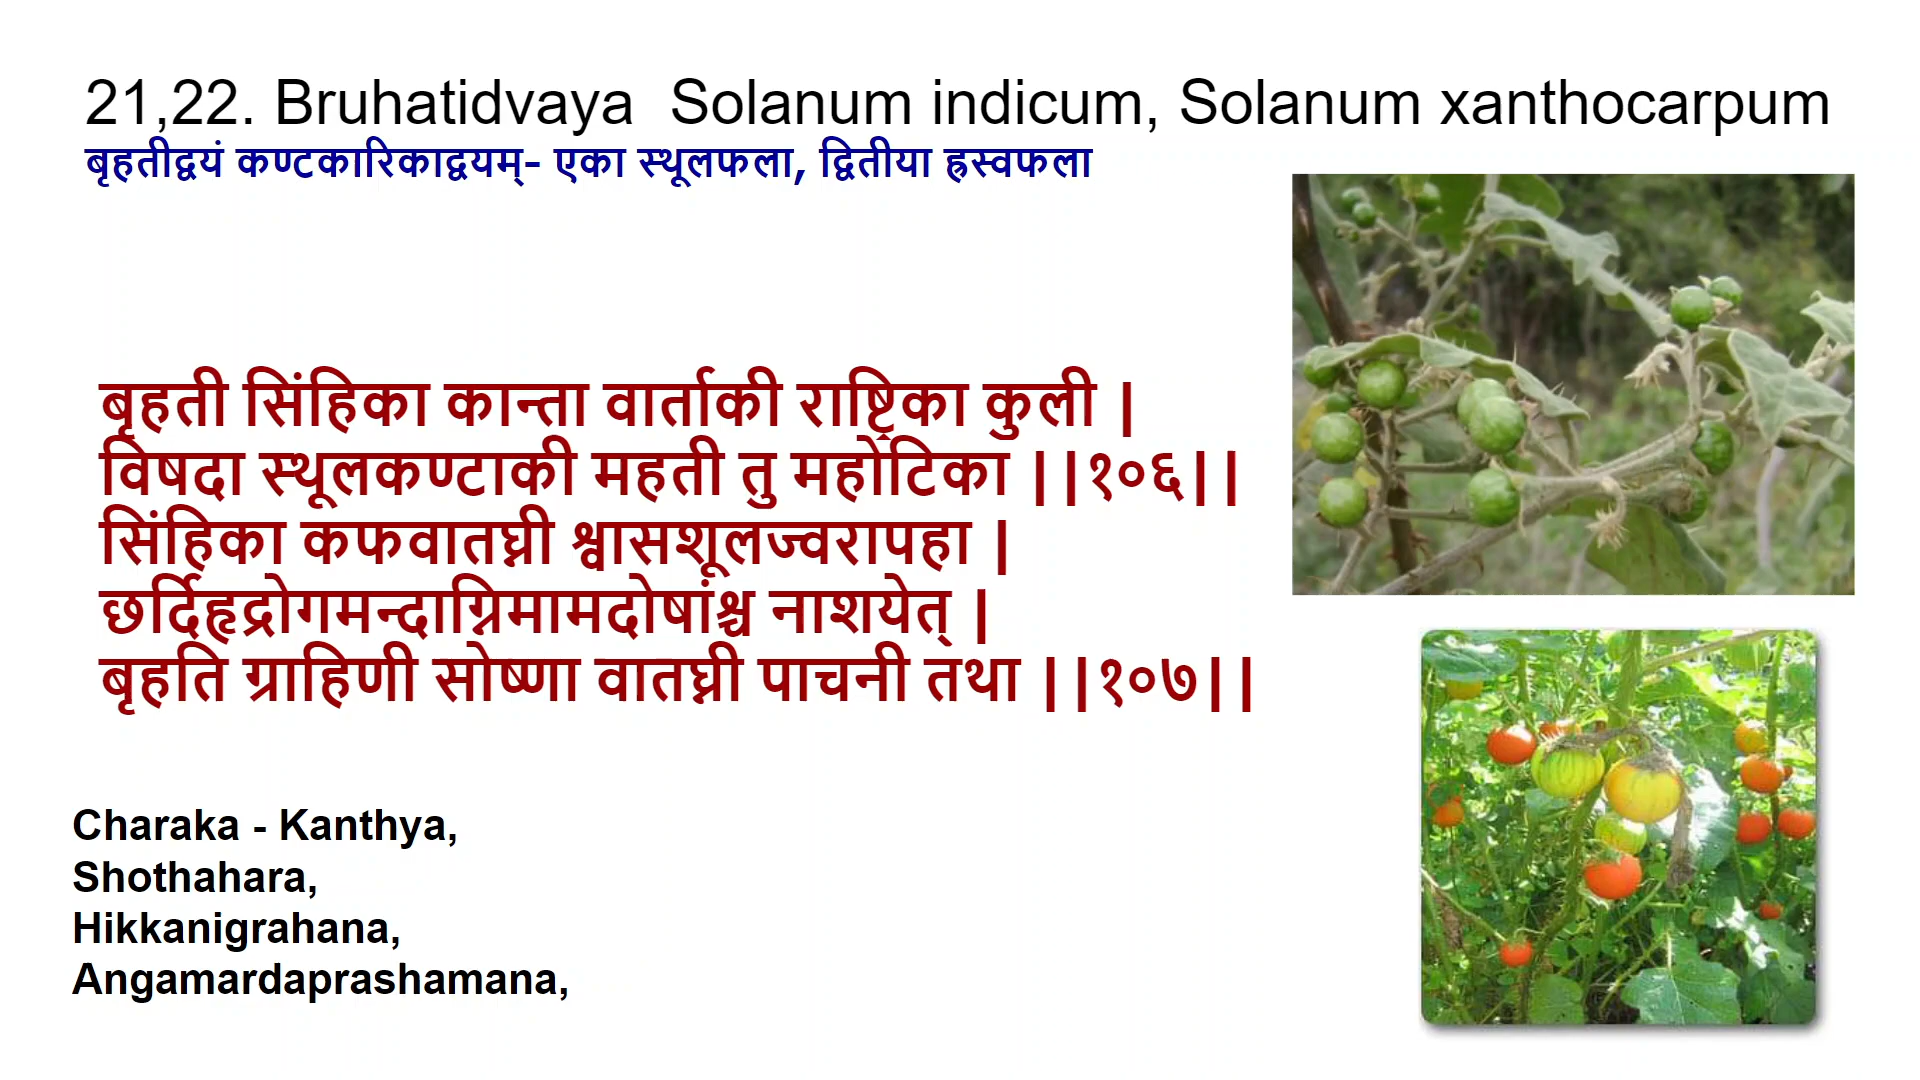 21,22. Bruhatidvaya  Solanum indicum, Solanum xanthocarpum
बृहतीद्वयं कण्टकारिकाद्वयम्- एका स्थूलफला, द्वितीया ह्रस्वफला
बृहती सिंहिका कान्ता वार्ताकी राष्ट्रिका कुली |
विषदा स्थूलकण्टाकी महती तु महोटिका ||१०६||
सिंहिका कफवातघ्नी श्वासशूलज्वरापहा |
छर्दिहृद्रोगमन्दाग्निमामदोषांश्च नाशयेत् |
बृहति ग्राहिणी सोष्णा वातघ्नी पाचनी तथा ||१०७||
Charaka - Kanthya,
Shothahara,
Hikkanigrahana,
Angamardaprashamana,